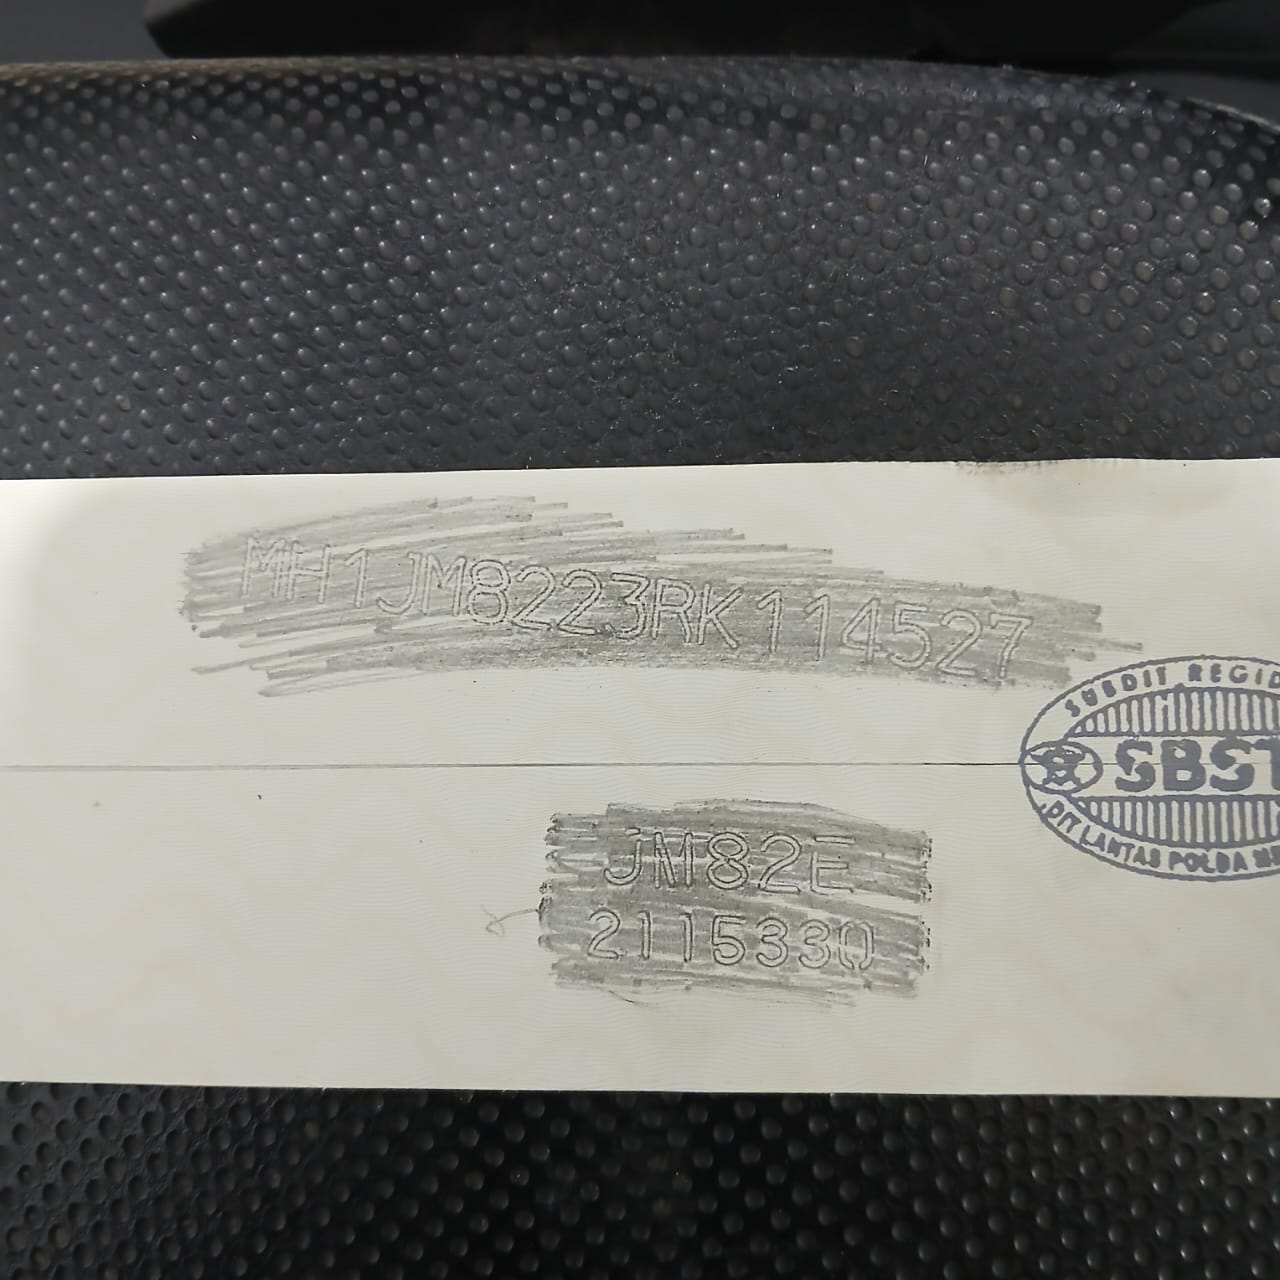 MH1JM8223RK114527
SUBDIT REGID
SBST
DIT LANTAS POLDA
JM82E
2115330